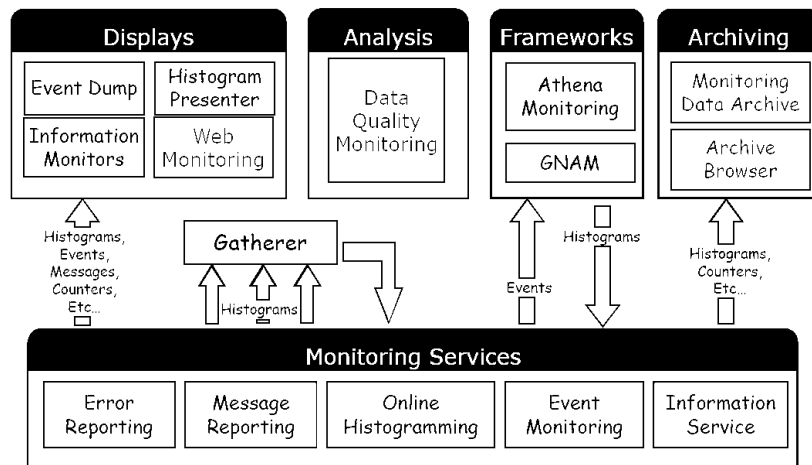 Displays
Event Dump
Histogram
Presenter
Information
Monitors
Web
Monitoring
Analysis
Data
Quality
Monitoring
Frameworks
Athena
Monitoring
GNAM
Archiving
Monitoring
Data Archive
Archive
Browser
Histograms,
Events,
Messages,
Counters,
Etc...
Gatherer
Histograms
Events
Histograms
Histograms,
Counters,
Etc...
Monitoring Services
Error
Reporting
Message
Reporting
Online
Histogramming
Event
Monitoring
Information
Service